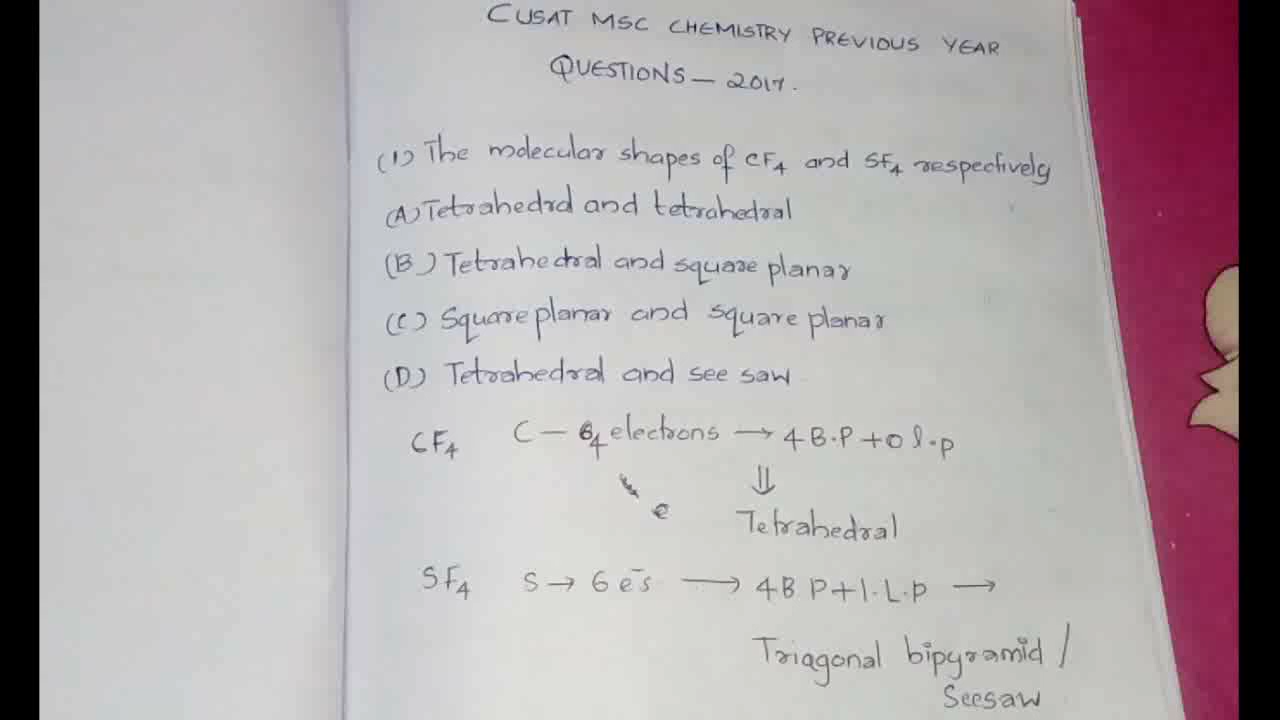 CUSAT MSC CHEMISTRY PREVIOUS YEAR
QUESTIONS — 2017.
(1) The molecular shapes of CF4 and SF4 respectively
(A) Tetrahedral and tetrahedral
(B) Tetrahedral and square planar
(C) Square planar and square planar
(D) Tetrahedral and see saw
CF4 C — 4 electrons → 4 B.P + 0 l.p
⇓
e
Tetrahedral
SF4 S → 6 e⁻s → 4 B P + 1. L.p →
Triagonal bipyramid /
Seesaw